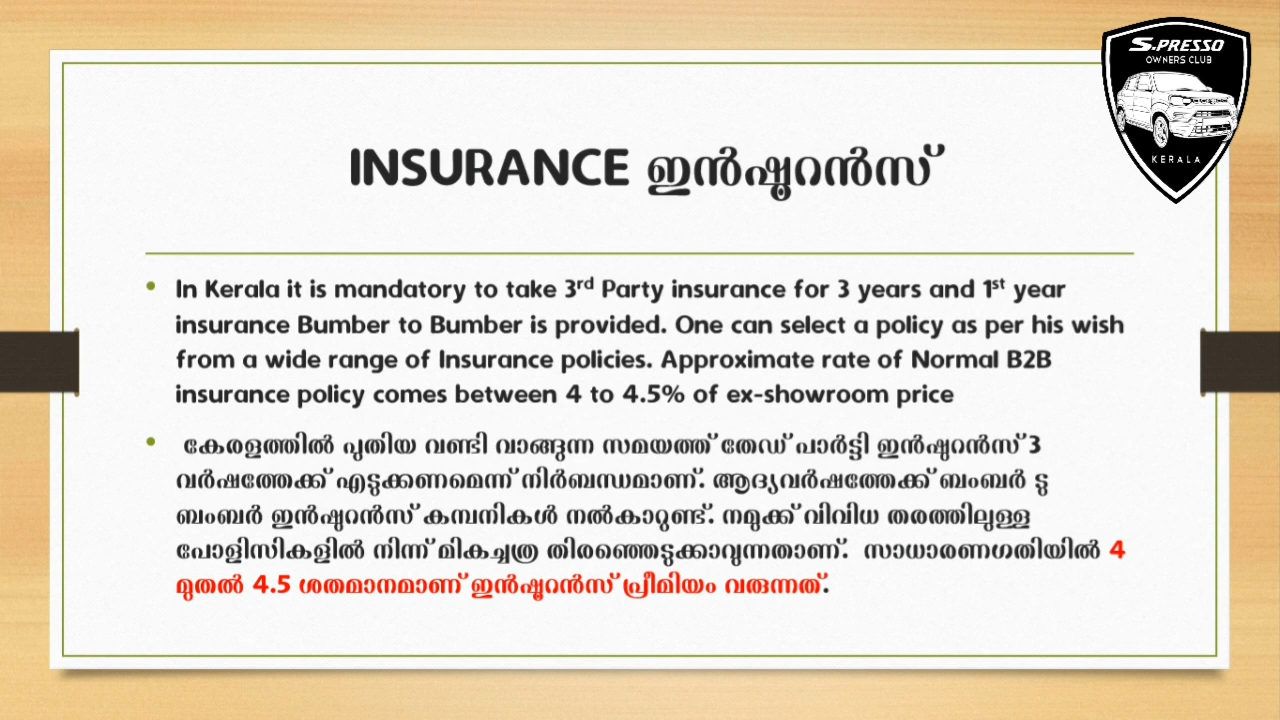 S-PRESSO
OWNERS CLUB
KERALA
INSURANCE ഇൻഷൂറൻസ്
• In Kerala it is mandatory to take 3rd Party insurance for 3 years and 1st year
insurance Bumber to Bumber is provided. One can select a policy as per his wish
from a wide range of Insurance policies. Approximate rate of Normal B2B
insurance policy comes between 4 to 4.5% of ex-showroom price
• കേരളത്തിൽ പുതിയ വണ്ടി വാങ്ങുന്ന സമയത്ത് തേഡ് പാർട്ടി ഇൻഷുറൻസ് 3
വർഷത്തേക്ക് എടുക്കണമെന്ന് നിർബന്ധമാണ്. ആദ്യവർഷത്തേക്ക് ബംബർ ടു
ബംബർ ഇൻഷുറൻസ് കമ്പനികൾ നൽകാറുണ്ട്. നമുക്ക് വിവിധ തരത്തിലുള്ള
പോളിസികളിൽ നിന്ന് മികച്ചത്ര തിരഞ്ഞെടുക്കാവുന്നതാണ്. സാധാരണഗതിയിൽ 4
മുതൽ 4.5 ശതമാനമാണ് ഇൻഷൂറൻസ് പ്രീമിയം വരുന്നത്.